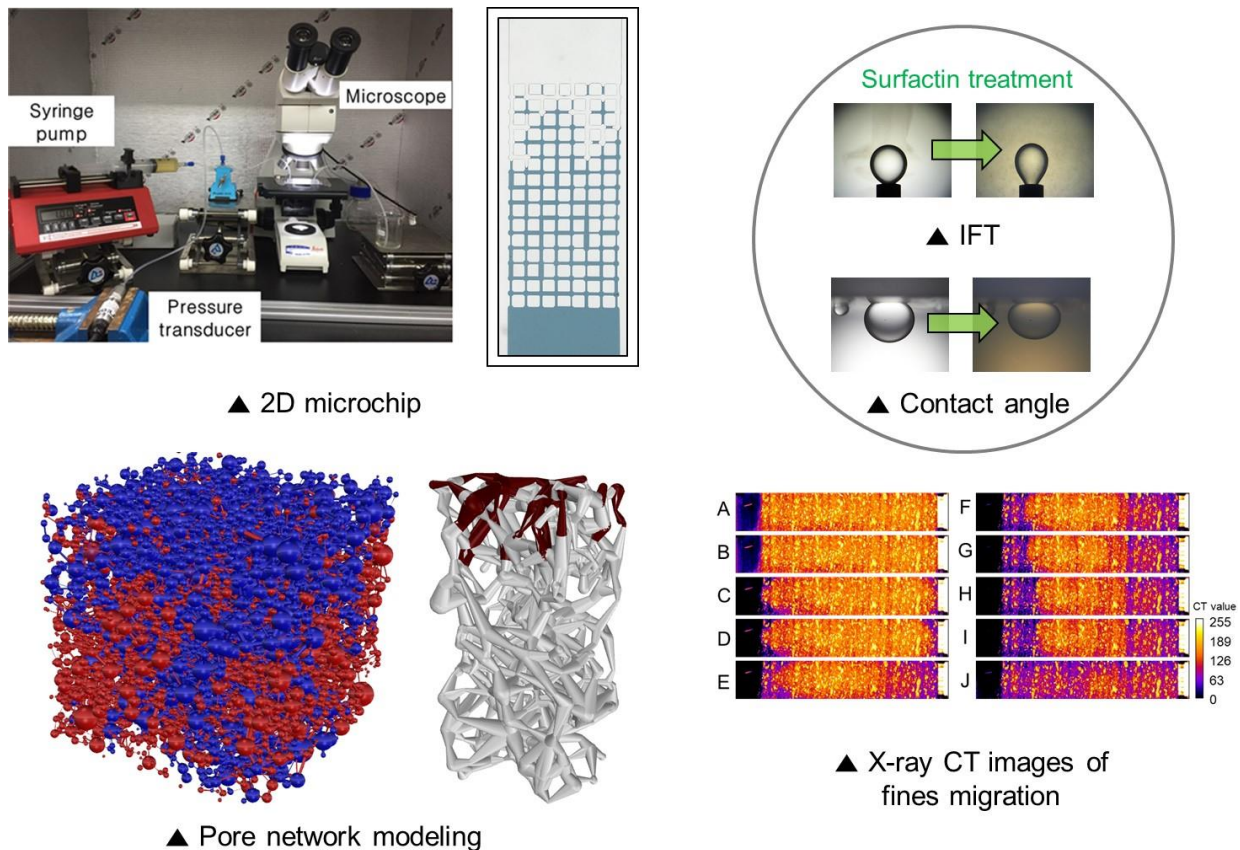 Syringe
pump
Microscope
Pressure
transducer
▲ 2D microchip
Surfactin treatment
▲ IFT
▲ Contact angle
▲ Pore network modeling
A
B
C
D
E
F
G
H
I
J
CT value
255
189
126
63
0
▲ X-ray CT images of
fines migration